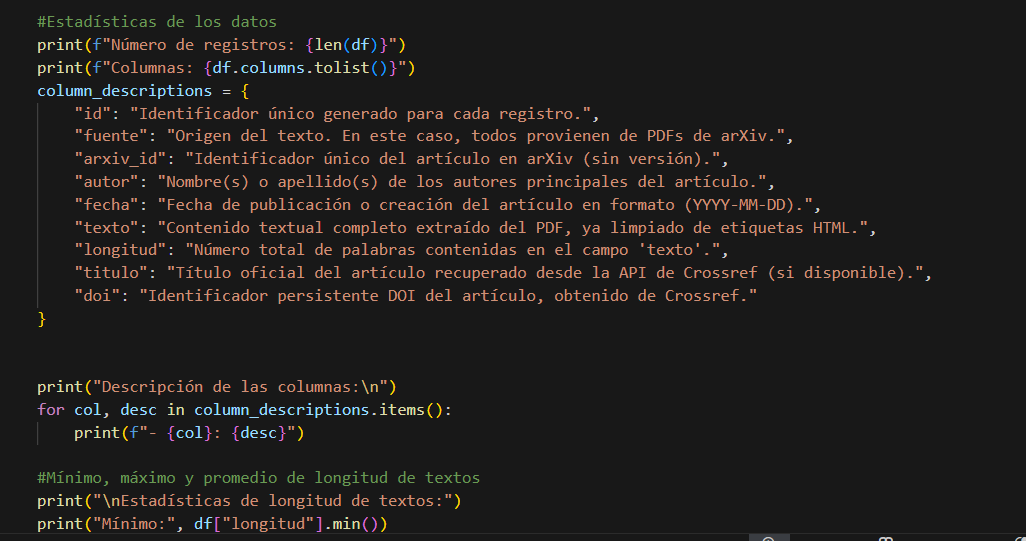 #Estadísticas de los datos
print(f"Número de registros: {len(df)}")
print(f"Columnas: {df.columns.tolist()}")
column_descriptions = {
    "id": "Identificador único generado para cada registro.",
    "fuente": "Origen del texto. En este caso, todos provienen de PDFs de arXiv.",
    "arxiv_id": "Identificador único del artículo en arXiv (sin versión).",
    "autor": "Nombre(s) o apellido(s) de los autores principales del artículo.",
    "fecha": "Fecha de publicación o creación del artículo en formato (YYYY-MM-DD).",
    "texto": "Contenido textual completo extraído del PDF, ya limpiado de etiquetas HTML.",
    "longitud": "Número total de palabras contenidas en el campo 'texto'.",
    "titulo": "Título oficial del artículo recuperado desde la API de Crossref (si disponible).",
    "doi": "Identificador persistente DOI del artículo, obtenido de Crossref."
}
print("Descripción de las columnas:\n")
for col, desc in column_descriptions.items():
    print(f"- {col}: {desc}")
#Mínimo, máximo y promedio de longitud de textos
print("\nEstadísticas de longitud de textos:")
print("Mínimo:", df["longitud"].min())